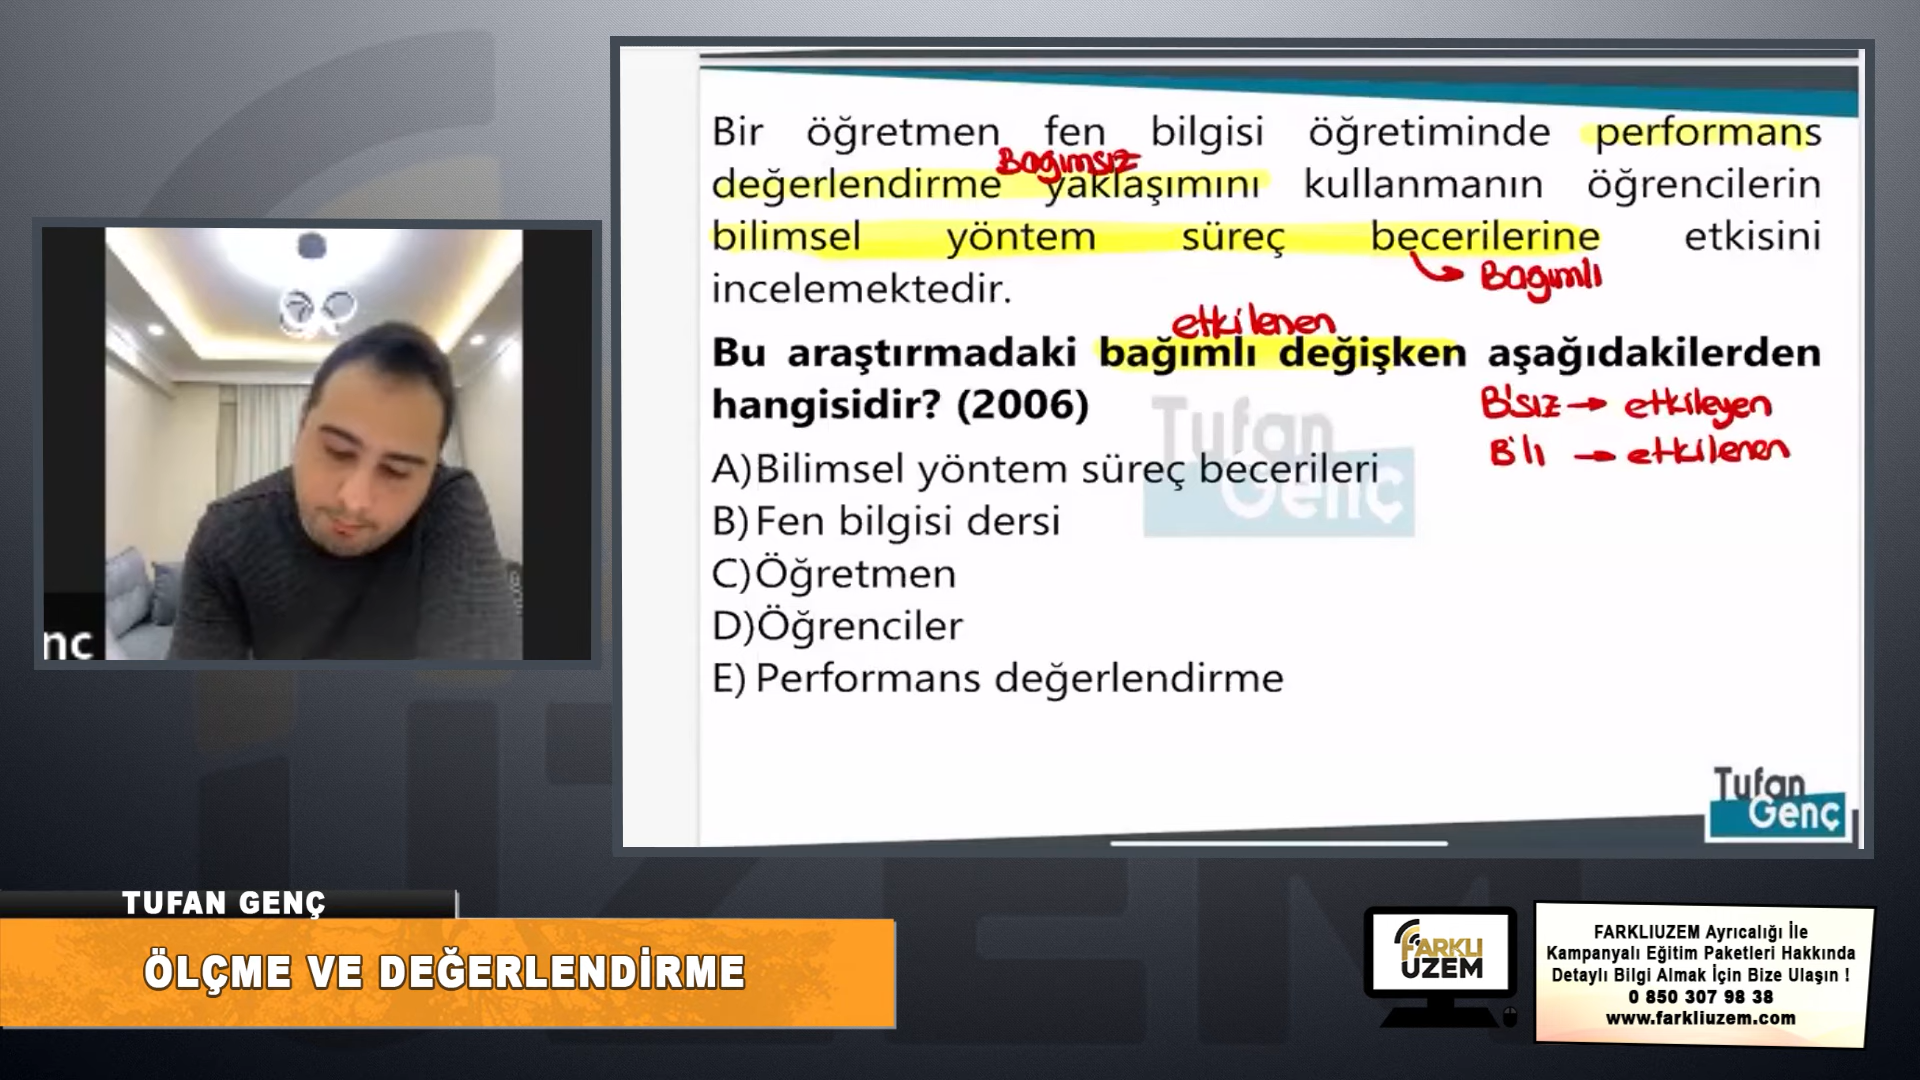 Bir öğretmen fen bilgisi öğretiminde performans
Bağımsız
değerlendirme yaklaşımını kullanmanın öğrencilerin
bilimsel yöntem süreç becerilerine etkisini
Bağımlı
incelemektedir.
etkilenen
Bu araştırmadaki bağımlı değişken aşağıdakilerden
hangisidir? (2006)
B'sız → etkileyen
B'lı → etkilenen
A) Bilimsel yöntem süreç becerileri
B) Fen bilgisi dersi
C) Öğretmen
D) Öğrenciler
E) Performans değerlendirme
Tufan
Genç
Tufan
Genç
nç
TUFAN GENÇ
ÖLÇME VE DEĞERLENDİRME
FARKLI
UZEM
FARKLIUZEM Ayrıcalığı İle
Kampanyalı Eğitim Paketleri Hakkında
Detaylı Bilgi Almak İçin Bize Ulaşın !
0 850 307 98 38
www.farkliuzem.com
ÜZEM